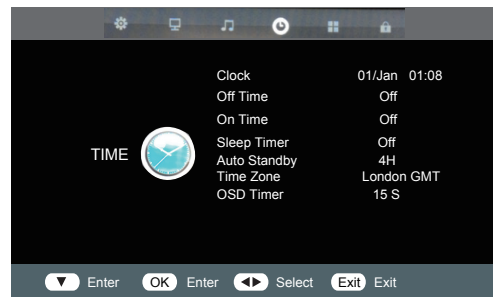 Clock 01/Jan 01:08
Off Time Off
On Time Off
Sleep Timer Off
TIME
Auto Standby 4H
Time Zone London GMT
OSD Timer 15 S
Enter OK Enter Select Exit Exit